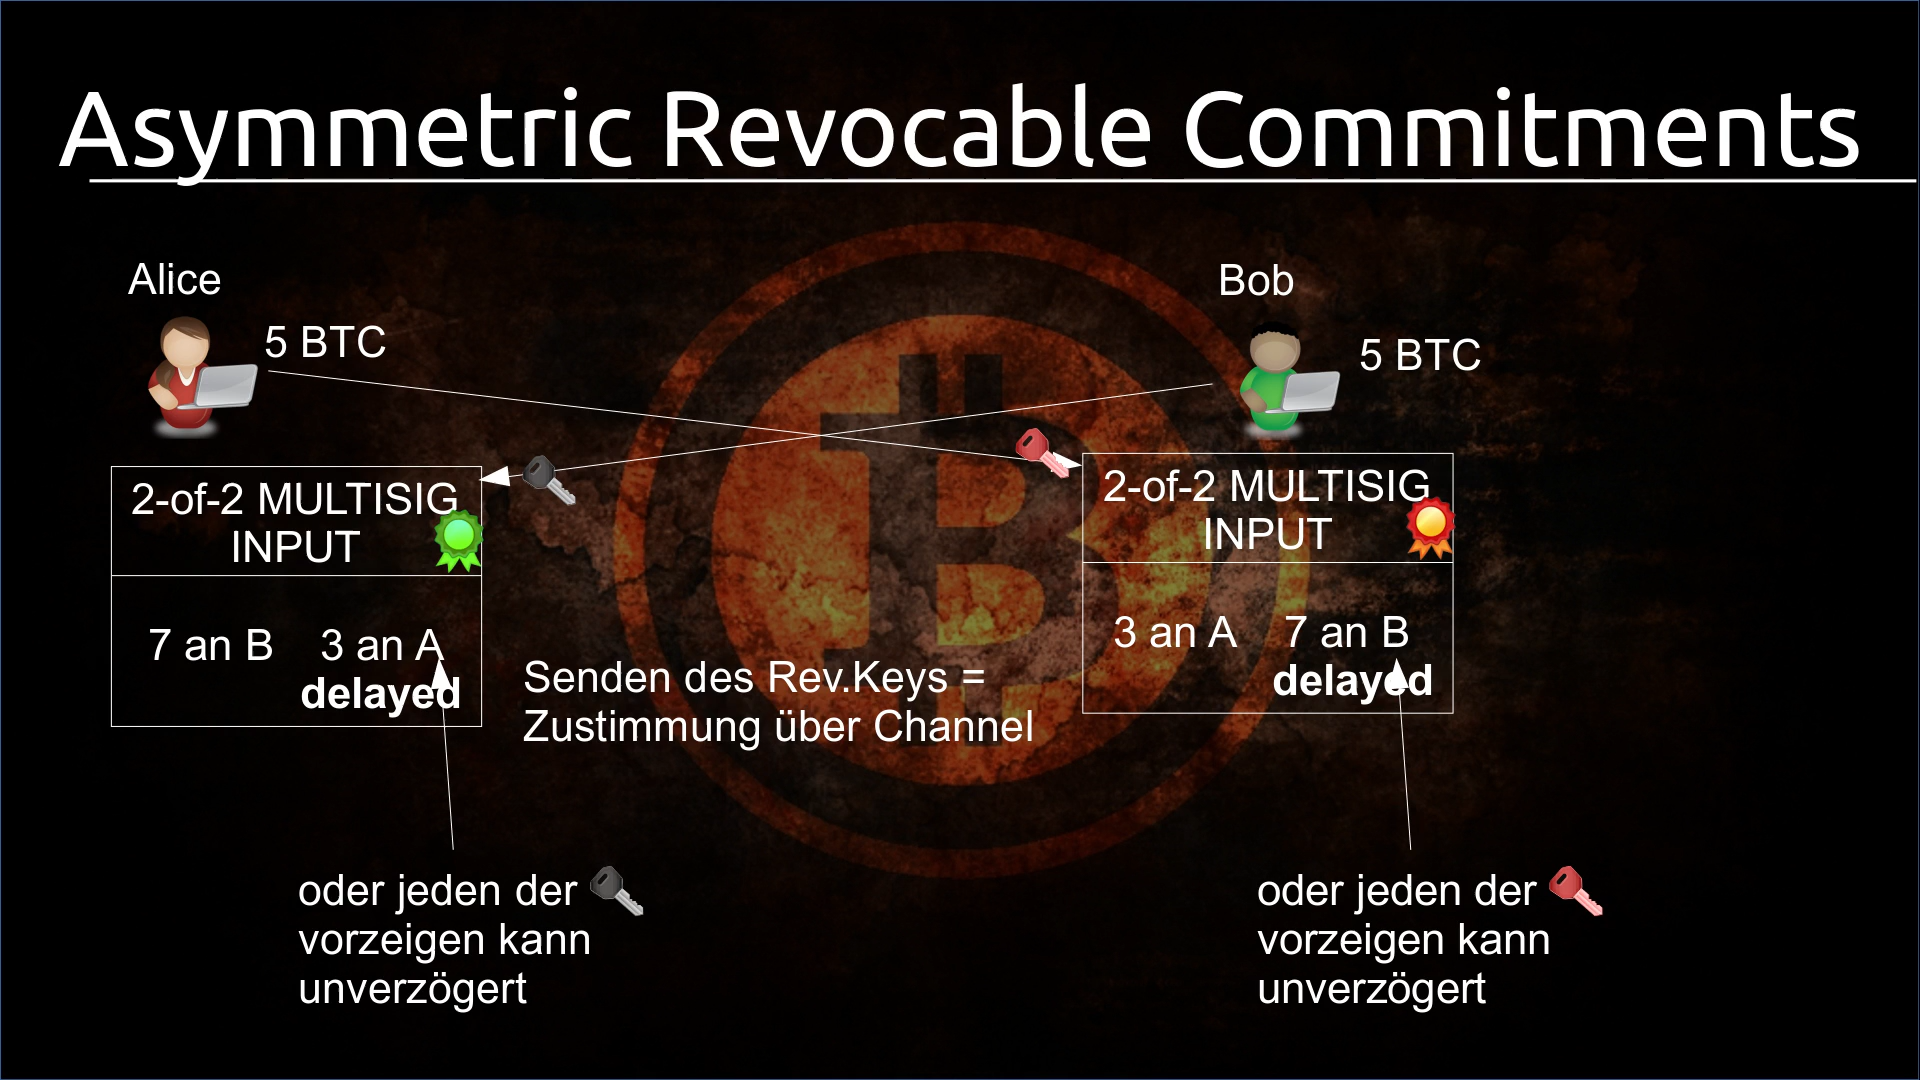 Asymmetric Revocable Commitments
Alice
5 BTC
Bob
5 BTC
2-of-2 MULTISIG
INPUT
7 an B
3 an A
delayed
2-of-2 MULTISIG
INPUT
3 an A
7 an B
delayed
Senden des Rev.Keys =
Zustimmung über Channel
oder jeden der
vorzeigen kann
unverzögert
oder jeden der
vorzeigen kann
unverzögert